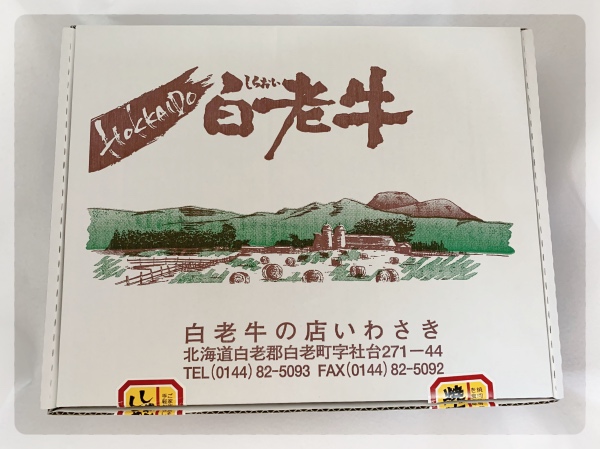 HOKKAIDO
しらおい
白老牛
白老牛の店いわさき
北海道白老郡白老町字社台271-44
TEL(0144) 82-5093 FAX(0144) 82-5092